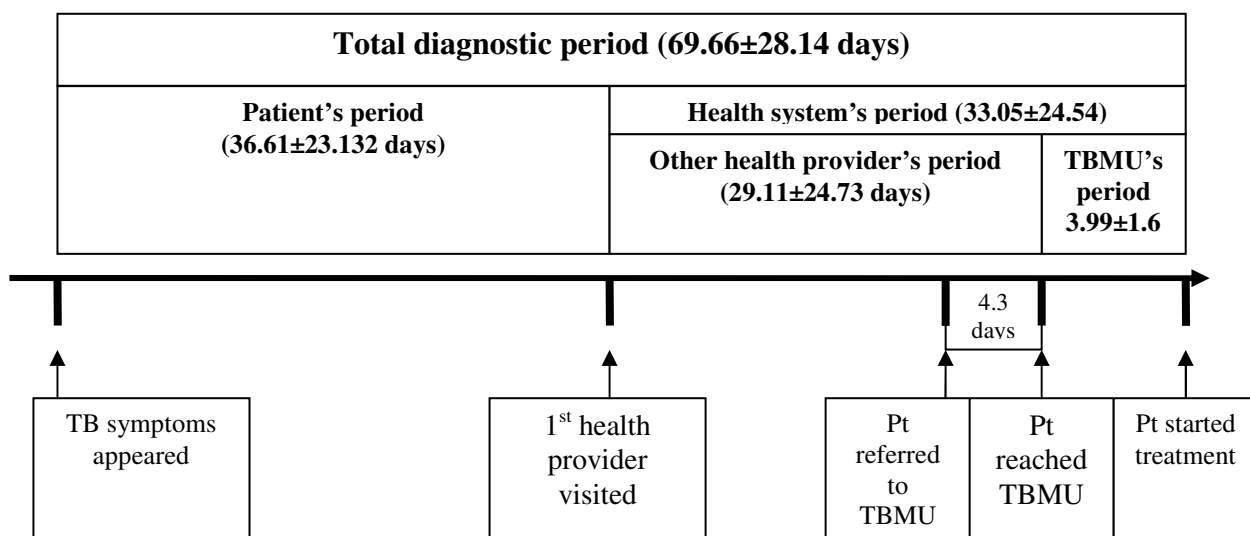 Total diagnostic period (69.66±28.14 days)
Patient's period
(36.61±23.132 days)
Health system's period (33.05±24.54)
Other health provider's period
(29.11±24.73 days)
TBMU's
period
3.99±1.6
4.3
days
TB symptoms
appeared
1st health
provider
visited
Pt
referred
to
TBMU
Pt
reached
TBMU
Pt started
treatment